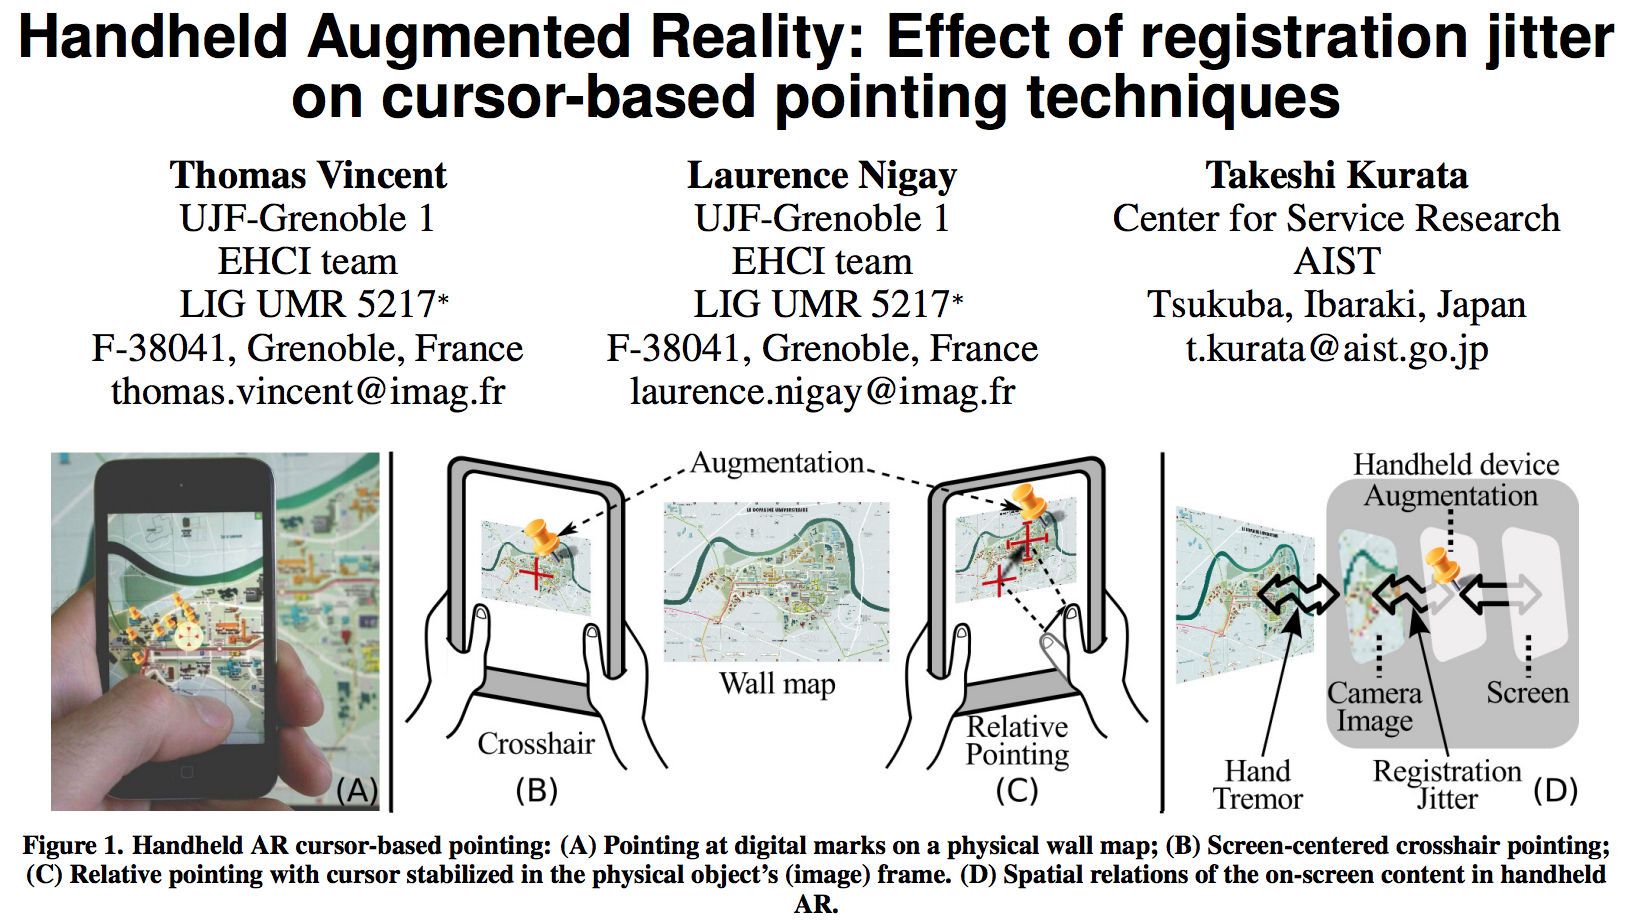 Handheld Augmented Reality: Effect of registration jitter
on cursor-based pointing techniques
Thomas Vincent
UJF-Grenoble 1
EHCI team
LIG UMR 5217*
F-38041, Grenoble, France
thomas.vincent@imag.fr
Laurence Nigay
UJF-Grenoble 1
EHCI team
LIG UMR 5217*
F-38041, Grenoble, France
laurence.nigay@imag.fr
Takeshi Kurata
Center for Service Research
AIST
Tsukuba, Ibaraki, Japan
t.kurata@aist.go.jp
(A)
Augmentation
LE DOMAINE UNIVERSITAIRE
Wall map
Crosshair
(B)
Relative
Pointing
(C)
Handheld device
Augmentation
Camera
Image
Screen
Hand
Tremor
Registration
Jitter
(D)
Figure 1. Handheld AR cursor-based pointing: (A) Pointing at digital marks on a physical wall map; (B) Screen-centered crosshair pointing;
(C) Relative pointing with cursor stabilized in the physical object's (image) frame. (D) Spatial relations of the on-screen content in handheld
AR.